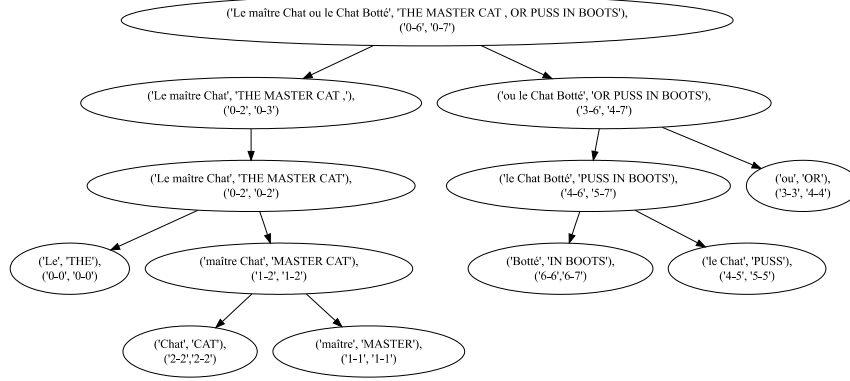 ('Le maître Chat ou le Chat Botté', 'THE MASTER CAT , OR PUSS IN BOOTS'),
('0-6', '0-7')
('Le maître Chat', 'THE MASTER CAT ,'),
('0-2', '0-3')
('ou le Chat Botté', 'OR PUSS IN BOOTS'),
('3-6', '4-7')
('Le maître Chat', 'THE MASTER CAT'),
('0-2', '0-2')
('le Chat Botté', 'PUSS IN BOOTS'),
('4-6', '5-7')
('ou', 'OR'),
('3-3', '4-4')
('Le', 'THE'),
('0-0', '0-0')
('maître Chat', 'MASTER CAT'),
('1-2', '1-2')
('Botté', 'IN BOOTS'),
('6-6','6-7')
('le Chat', 'PUSS'),
('4-5', '5-5')
('Chat', 'CAT'),
('2-2','2-2')
('maître', 'MASTER'),
('1-1', '1-1')